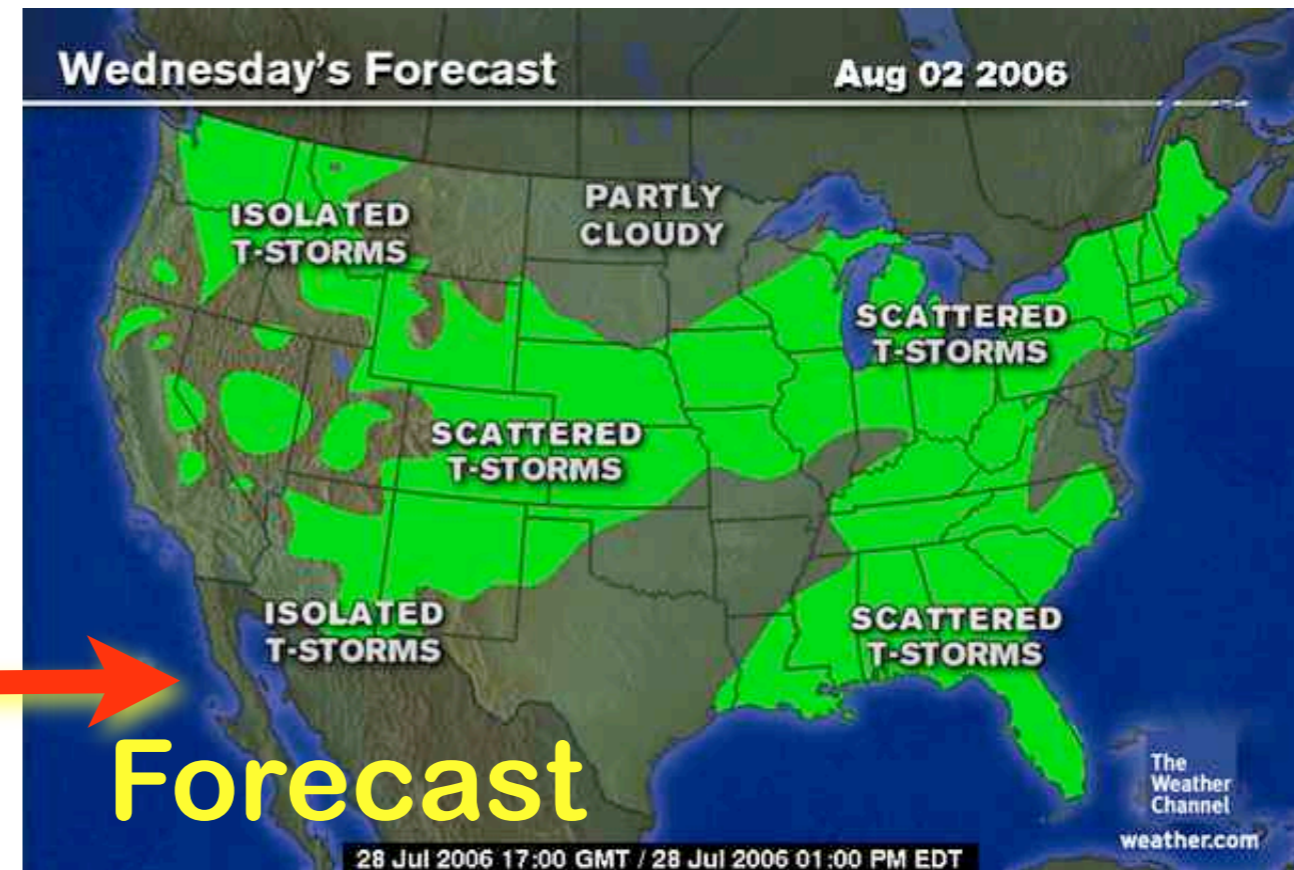 Wednesday's Forecast
Aug 02 2006
PARTLY
CLOUDY
ISOLATED
T-STORMS
SCATTERED
T-STORMS
SCATTERED
T-STORMS
ISOLATED
T-STORMS
SCATTERED
T-STORMS
Forecast
The
Weather
Channel
weather.com
28 Jul 2006 17:00 GMT / 28 Jul 2006 01:00 PM EDT